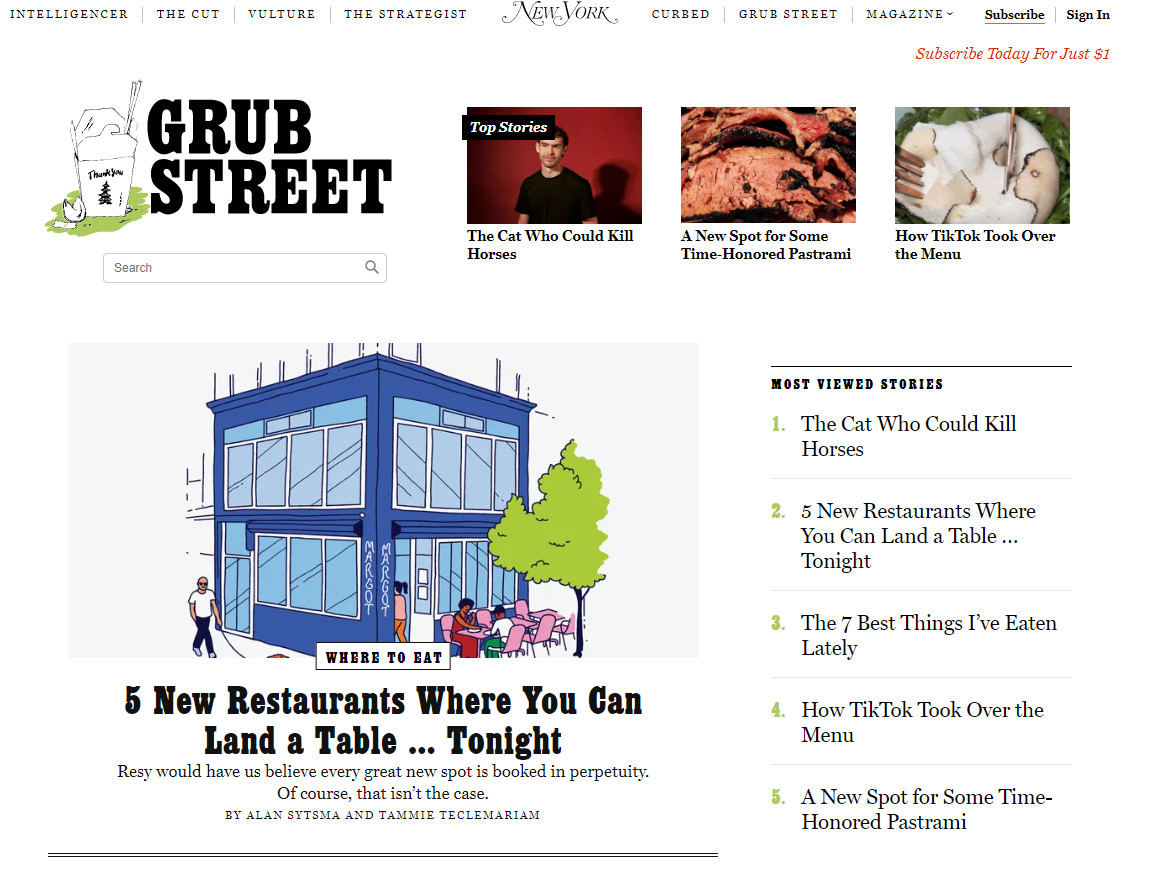 INTELLIGENCER
THE CUT
VULTURE
THE STRATEGIST
NEW YORK
CURBED
GRUB STREET
MAGAZINE
Subscribe
Sign In
Subscribe Today For Just $1
Thank You
GRUB
STREET
Search
Top Stories
The Cat Who Could Kill
Horses
A New Spot for Some
Time-Honored Pastrami
How TikTok Took Over
the Menu
MARGOT
MARGOT
WHERE TO EAT
5 New Restaurants Where You Can
Land a Table ... Tonight
Resy would have us believe every great new spot is booked in perpetuity.
Of course, that isn’t the case.
BY ALAN SYTSMA AND TAMMIE TECLEMARIAM
MOST VIEWED STORIES
1. The Cat Who Could Kill
Horses
2. 5 New Restaurants Where
You Can Land a Table ...
Tonight
3. The 7 Best Things I’ve Eaten
Lately
4. How TikTok Took Over the
Menu
5. A New Spot for Some Time-
Honored Pastrami